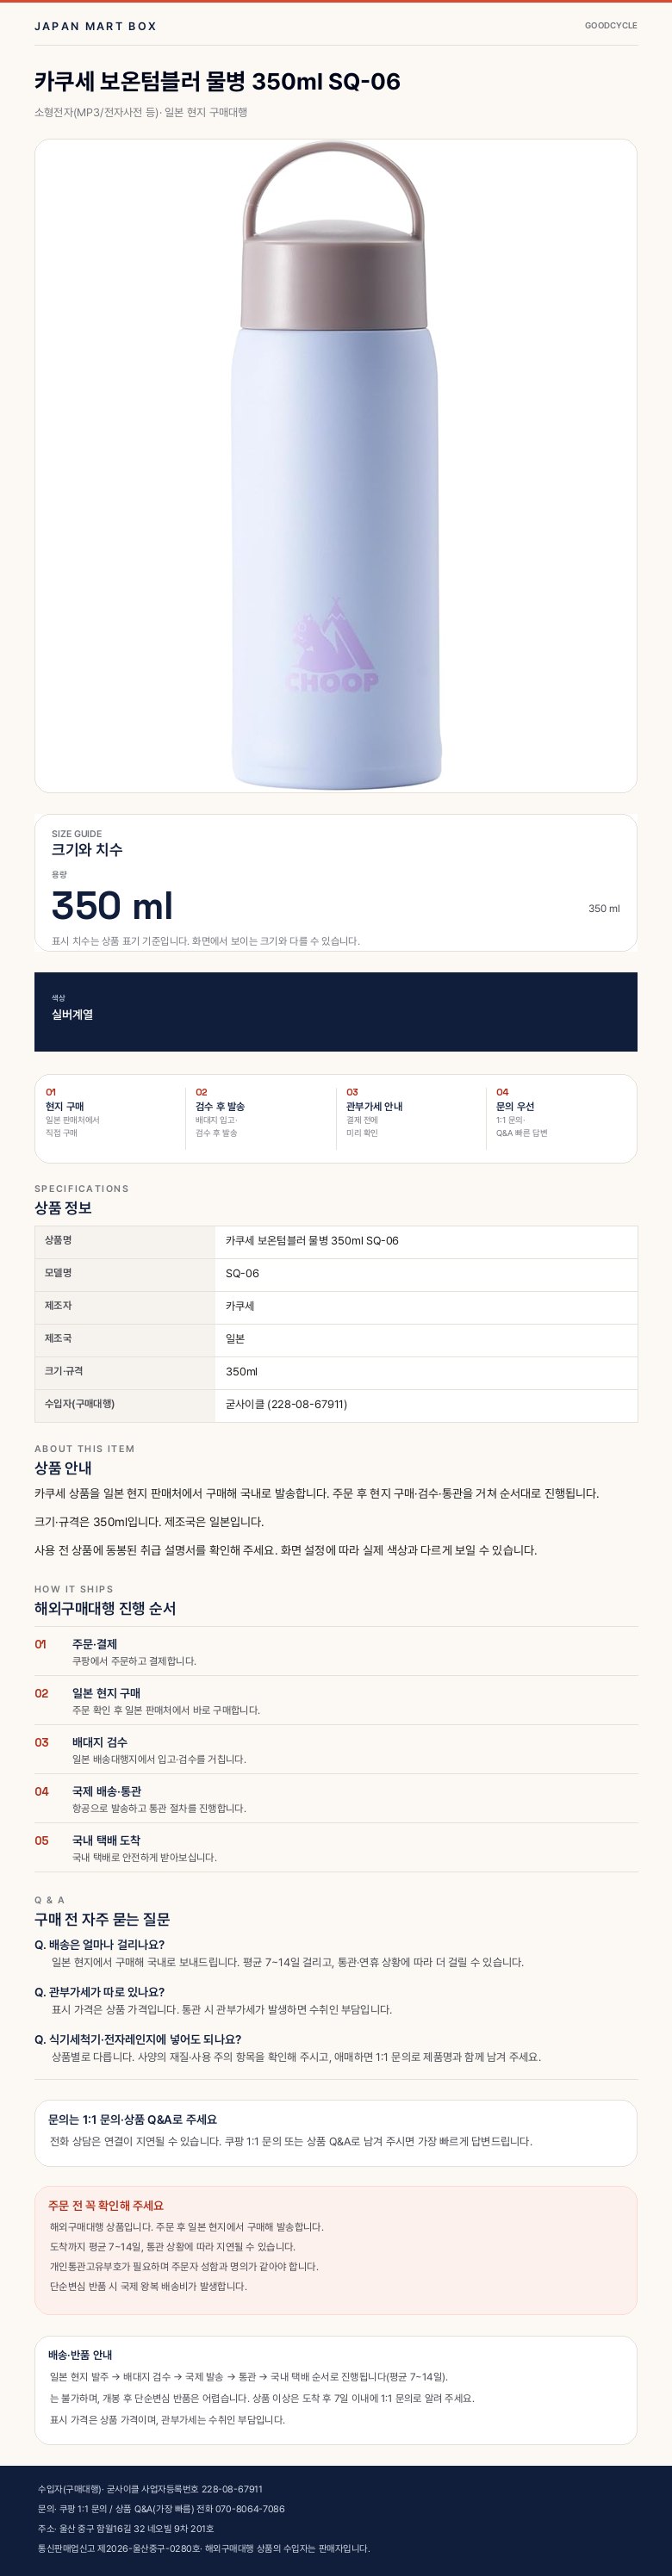 JAPAN MART BOX
GOODCYCLE
카쿠세 보온텀블러 물병 350ml SQ-06
소형전자(MP3/전자사전 등)· 일본 현지 구매대행
CHOOP
SIZE GUIDE
크기와 치수
용량
350 ml
350 ml
표시 치수는 상품 표기 기준입니다. 화면에서 보이는 크기와 다를 수 있습니다.
색상
실버계열
01
현지 구매
일본 판매처에서
직접 구매
02
검수 후 발송
배대지 입고·
검수 후 발송
03
관부가세 안내
결제 전에
미리 확인
04
문의 우선
1:1 문의·
Q&A 빠른 답변
SPECIFICATIONS
상품 정보
상품명 카쿠세 보온텀블러 물병 350ml SQ-06
모델명 SQ-06
제조자 카쿠세
제조국 일본
크기·규격 350ml
수입자(구매대행) 굳사이클 (228-08-67911)
ABOUT THIS ITEM
상품 안내
카쿠세 상품을 일본 현지 판매처에서 구매해 국내로 발송합니다. 주문 후 현지 구매·검수·통관을 거쳐 순서대로 진행됩니다.
크기·규격은 350ml입니다. 제조국은 일본입니다.
사용 전 상품에 동봉된 취급 설명서를 확인해 주세요. 화면 설정에 따라 실제 색상과 다르게 보일 수 있습니다.
HOW IT SHIPS
해외구매대행 진행 순서
01 주문·결제
쿠팡에서 주문하고 결제합니다.
02 일본 현지 구매
주문 확인 후 일본 판매처에서 바로 구매합니다.
03 배대지 검수
일본 배송대행지에서 입고·검수를 거칩니다.
04 국제 배송·통관
항공으로 발송하고 통관 절차를 진행합니다.
05 국내 택배 도착
국내 택배로 안전하게 받아보십니다.
Q & A
구매 전 자주 묻는 질문
Q. 배송은 얼마나 걸리나요?
일본 현지에서 구매해 국내로 보내드립니다. 평균 7~14일 걸리고, 통관·연휴 상황에 따라 더 걸릴 수 있습니다.
Q. 관부가세가 따로 있나요?
표시 가격은 상품 가격입니다. 통관 시 관부가세가 발생하면 수취인 부담입니다.
Q. 식기세척기·전자레인지에 넣어도 되나요?
상품별로 다릅니다. 사양의 재질·사용 주의 항목을 확인해 주시고, 애매하면 1:1 문의로 제품명과 함께 남겨 주세요.
문의는 1:1 문의·상품 Q&A로 주세요
전화 상담은 연결이 지연될 수 있습니다. 쿠팡 1:1 문의 또는 상품 Q&A로 남겨 주시면 가장 빠르게 답변드립니다.
주문 전 꼭 확인해 주세요
해외구매대행 상품입니다. 주문 후 일본 현지에서 구매해 발송합니다.
도착까지 평균 7~14일, 통관 상황에 따라 지연될 수 있습니다.
개인통관고유부호가 필요하며 주문자 성함과 명의가 같아야 합니다.
단순변심 반품 시 국제 왕복 배송비가 발생합니다.
배송·반품 안내
일본 현지 발주 → 배대지 검수 → 국제 발송 → 통관 → 국내 택배 순서로 진행됩니다(평균 7~14일).
는 불가하며, 개봉 후 단순변심 반품은 어렵습니다. 상품 이상은 도착 후 7일 이내에 1:1 문의로 알려 주세요.
표시 가격은 상품 가격이며, 관부가세는 수취인 부담입니다.
수입자(구매대행)· 굳사이클 사업자등록번호 228-08-67911
문의· 쿠팡 1:1 문의 / 상품 Q&A(가장 빠름) 전화 070-8064-7086
주소· 울산 중구 함월16길 32 네오빌 9차 201호
통신판매업신고 제2026-울산중구-0280호· 해외구매대행 상품의 수입자는 판매자입니다.